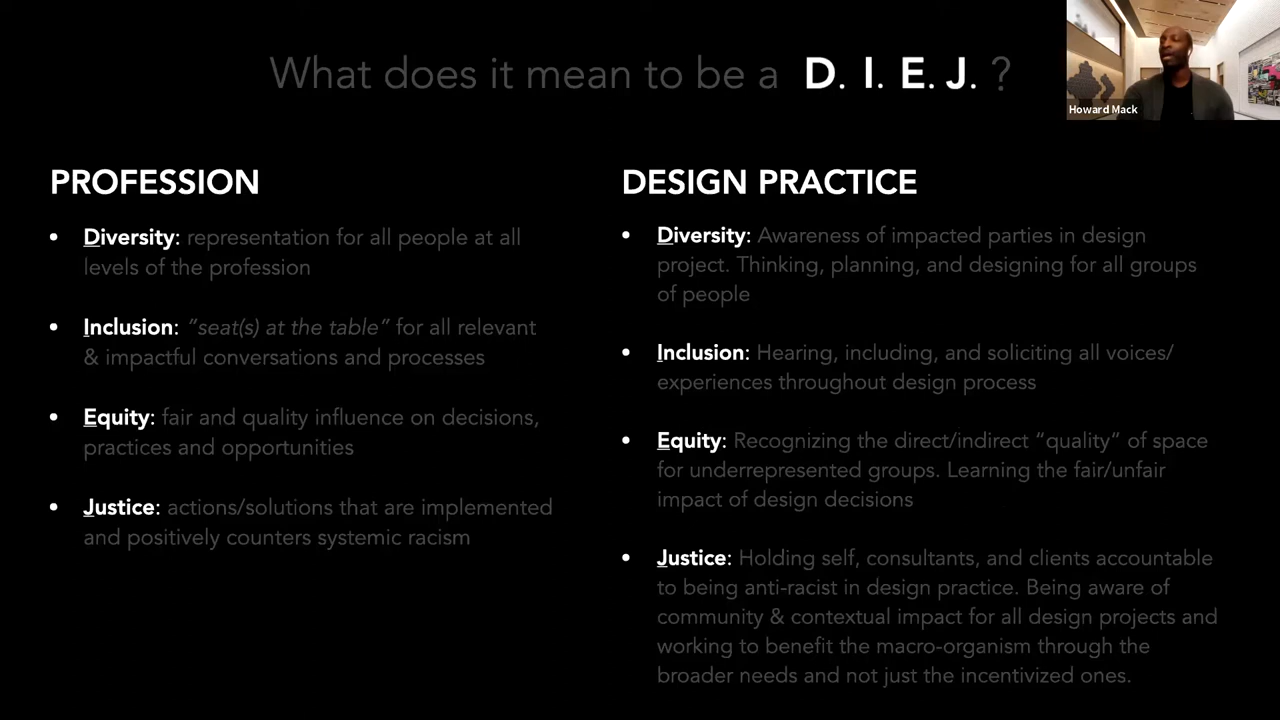 What does it mean to be a D. I. E. J. ?
Howard Mack
PROFESSION
• Diversity: representation for all people at all
levels of the profession
• Inclusion: “seat(s) at the table” for all relevant
& impactful conversations and processes
• Equity: fair and quality influence on decisions,
practices and opportunities
• Justice: actions/solutions that are implemented
and positively counters systemic racism
DESIGN PRACTICE
• Diversity: Awareness of impacted parties in design
project. Thinking, planning, and designing for all groups
of people
• Inclusion: Hearing, including, and soliciting all voices/
experiences throughout design process
• Equity: Recognizing the direct/indirect “quality” of space
for underrepresented groups. Learning the fair/unfair
impact of design decisions
• Justice: Holding self, consultants, and clients accountable
to being anti-racist in design practice. Being aware of
community & contextual impact for all design projects and
working to benefit the macro-organism through the
broader needs and not just the incentivized ones.